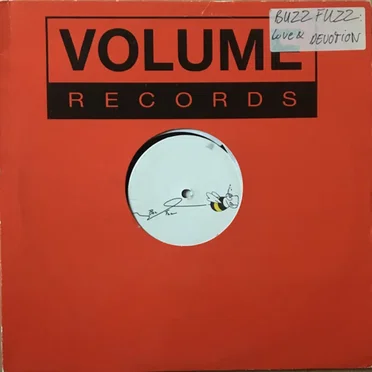 BUZZ FUZZ:
Love & DEVOTION
VOLUME
RECORDS